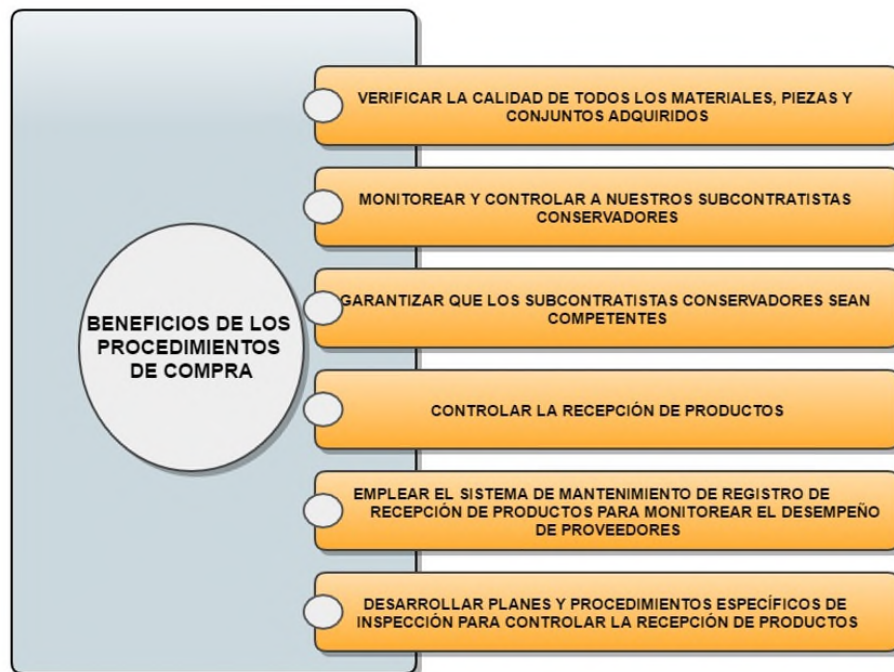 BENEFICIOS DE LOS
PROCEDIMIENTOS
DE COMPRA
VERIFICAR LA CALIDAD DE TODOS LOS MATERIALES, PIEZAS Y
CONJUNTOS ADQUIRIDOS
MONITOREAR Y CONTROLAR A NUESTROS SUBCONTRATISTAS
CONSERVADORES
GARANTIZAR QUE LOS SUBCONTRATISTAS CONSERVADORES SEAN
COMPETENTES
CONTROLAR LA RECEPCIÓN DE PRODUCTOS
EMPLEAR EL SISTEMA DE MANTENIMIENTO DE REGISTRO DE
RECEPCIÓN DE PRODUCTOS PARA MONITOREAR EL DESEMPEÑO
DE PROVEEDORES
DESARROLLAR PLANES Y PROCEDIMIENTOS ESPECÍFICOS DE
INSPECCIÓN PARA CONTROLAR LA RECEPCIÓN DE PRODUCTOS